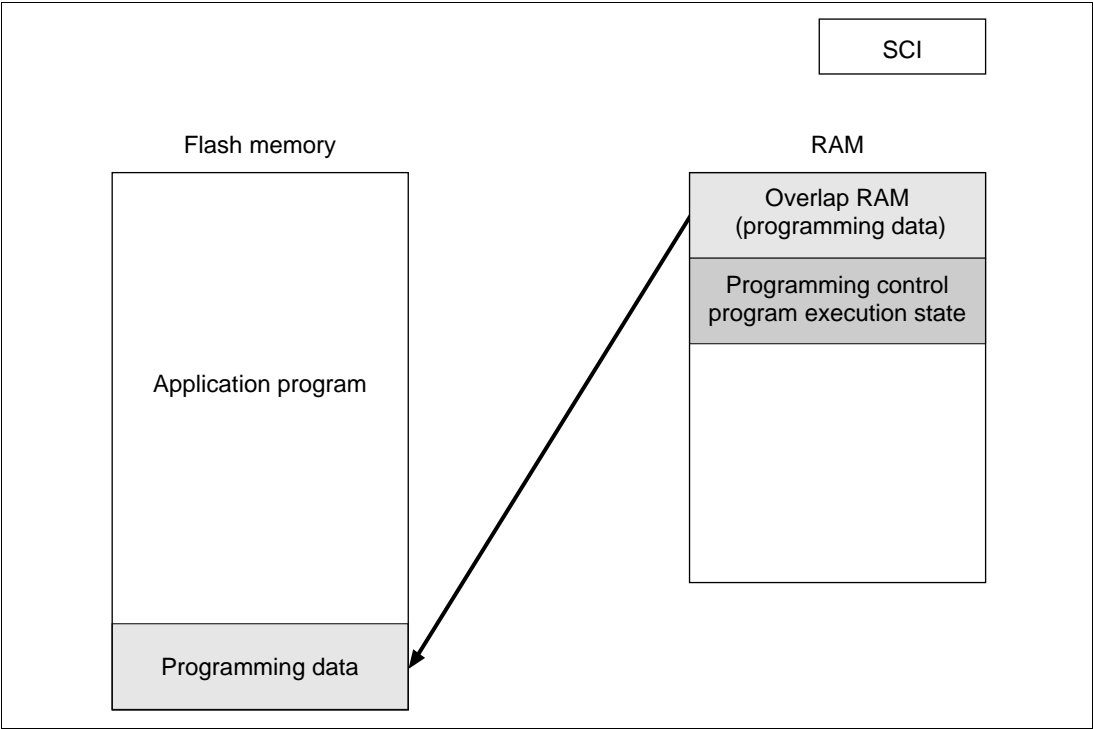 SCI
Flash memory
RAM
Overlap RAM
(programming data)
Programming control
program execution state
Application program
Programming data